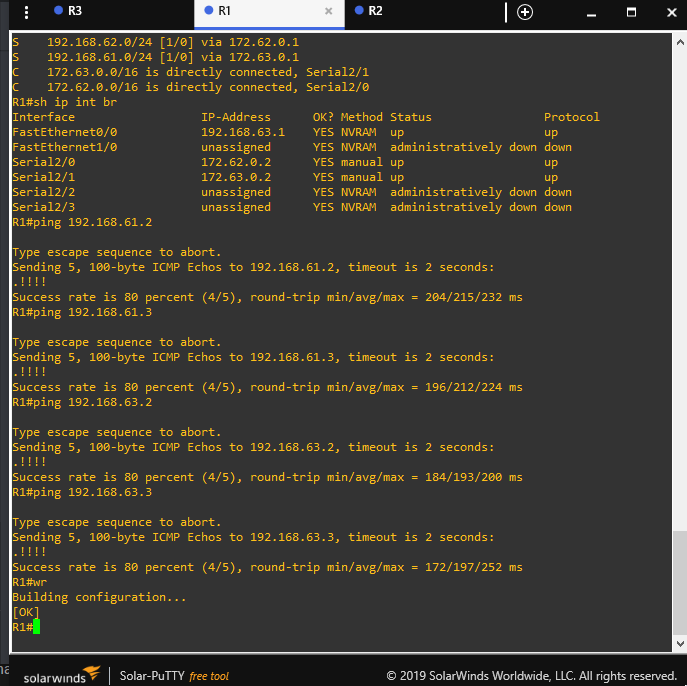 R3
R1
R2
S    192.168.62.0/24 [1/0] via 172.62.0.1
S    192.168.61.0/24 [1/0] via 172.63.0.1
C    172.63.0.0/16 is directly connected, Serial2/1
C    172.62.0.0/16 is directly connected, Serial2/0
R1#sh ip int br
Interface                  IP-Address      OK? Method Status                Protocol
FastEthernet0/0            192.168.63.1    YES NVRAM  up                    up
FastEthernet1/0            unassigned      YES NVRAM  administratively down down
Serial2/0                  172.62.0.2      YES manual up                    up
Serial2/1                  172.63.0.2      YES manual up                    up
Serial2/2                  unassigned      YES NVRAM  administratively down down
Serial2/3                  unassigned      YES NVRAM  administratively down down
R1#ping 192.168.61.2

Type escape sequence to abort.
Sending 5, 100-byte ICMP Echos to 192.168.61.2, timeout is 2 seconds:
.!!!!
Success rate is 80 percent (4/5), round-trip min/avg/max = 204/215/232 ms
R1#ping 192.168.61.3

Type escape sequence to abort.
Sending 5, 100-byte ICMP Echos to 192.168.61.3, timeout is 2 seconds:
.!!!!
Success rate is 80 percent (4/5), round-trip min/avg/max = 196/212/224 ms
R1#ping 192.168.63.2

Type escape sequence to abort.
Sending 5, 100-byte ICMP Echos to 192.168.63.2, timeout is 2 seconds:
.!!!!
Success rate is 80 percent (4/5), round-trip min/avg/max = 184/193/200 ms
R1#ping 192.168.63.3

Type escape sequence to abort.
Sending 5, 100-byte ICMP Echos to 192.168.63.3, timeout is 2 seconds:
.!!!!
Success rate is 80 percent (4/5), round-trip min/avg/max = 172/197/252 ms
R1#wr
Building configuration...
[OK]
R1#
solarwinds
Solar-PuTTY free tool
© 2019 SolarWinds Worldwide, LLC. All rights reserved.